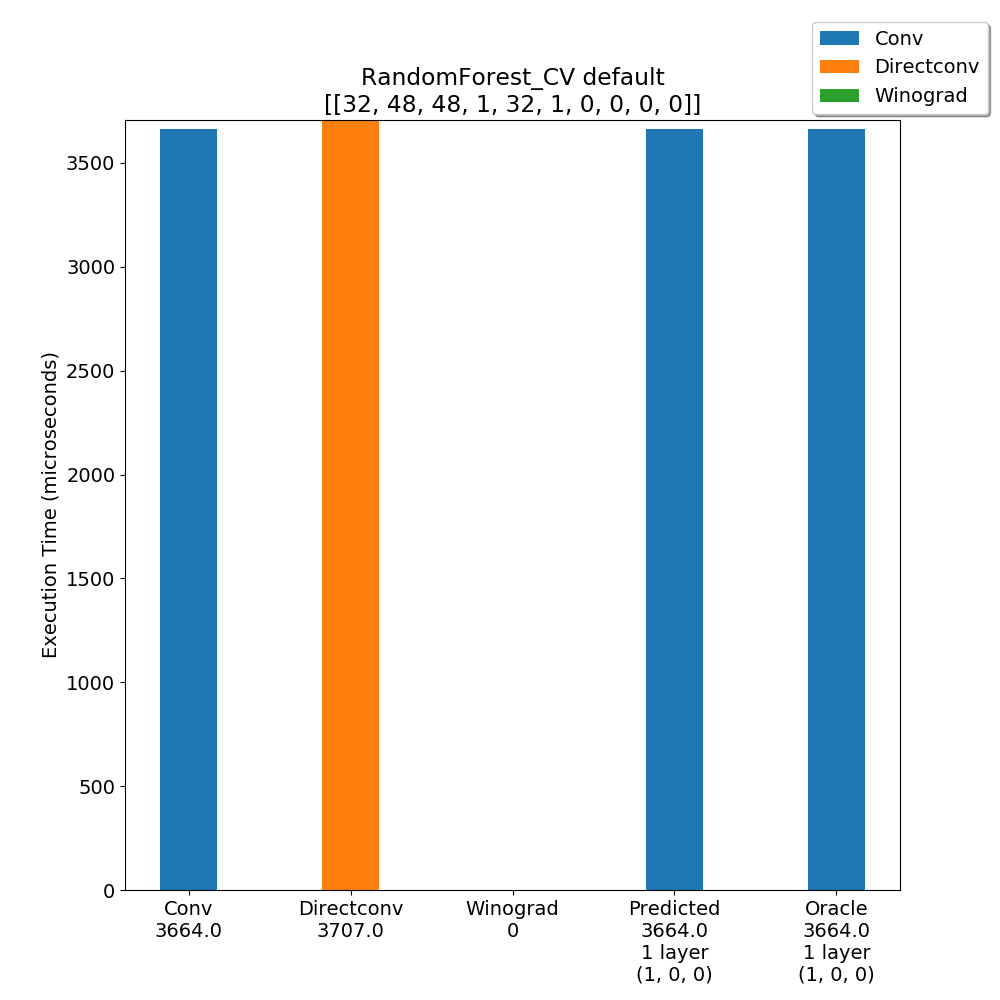 Conv
Directconv
Winograd
RandomForest_CV default
[[32, 48, 48, 1, 32, 1, 0, 0, 0, 0]]
Execution Time (microseconds)
3500
3000
2500
2000
1500
1000
500
0
Conv
3664.0
Directconv
3707.0
Winograd
0
Predicted
3664.0
1 layer
(1, 0, 0)
Oracle
3664.0
1 layer
(1, 0, 0)